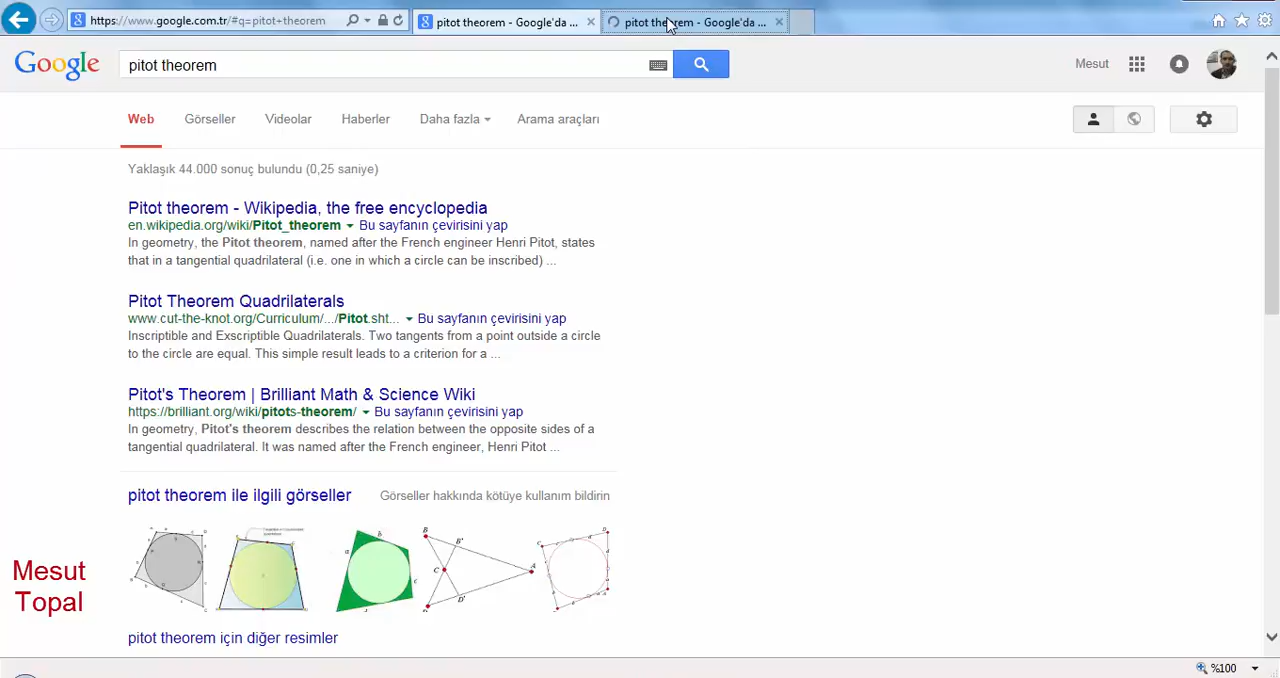 https://www.google.com.tr/#q=pitot+theorem
pitot theorem - Google'da ...
pitot theorem - Google'da ...
Google
pitot theorem
Mesut
Web
Görseller
Videolar
Haberler
Daha fazla
Arama araçları
Yaklaşık 44.000 sonuç bulundu (0,25 saniye)
Pitot theorem - Wikipedia, the free encyclopedia
en.wikipedia.org/wiki/Pitot_theorem Bu sayfanın çevirisini yap
In geometry, the Pitot theorem, named after the French engineer Henri Pitot, states
that in a tangential quadrilateral (i.e. one in which a circle can be inscribed) ...
Pitot Theorem Quadrilaterals
www.cut-the-knot.org/Curriculum/.../Pitot.sht... Bu sayfanın çevirisini yap
Inscriptible and Exscriptible Quadrilaterals. Two tangents from a point outside a circle
to the circle are equal. This simple result leads to a criterion for a ...
Pitot's Theorem | Brilliant Math & Science Wiki
https://brilliant.org/wiki/pitots-theorem/ Bu sayfanın çevirisini yap
In geometry, Pitot's theorem describes the relation between the opposite sides of a
tangential quadrilateral. It was named after the French engineer, Henri Pitot ...
pitot theorem ile ilgili görseller
Görseller hakkında kötüye kullanım bildirin
B
B'
C
A
D'
a
b
c
Mesut
Topal
pitot theorem için diğer resimler
%100